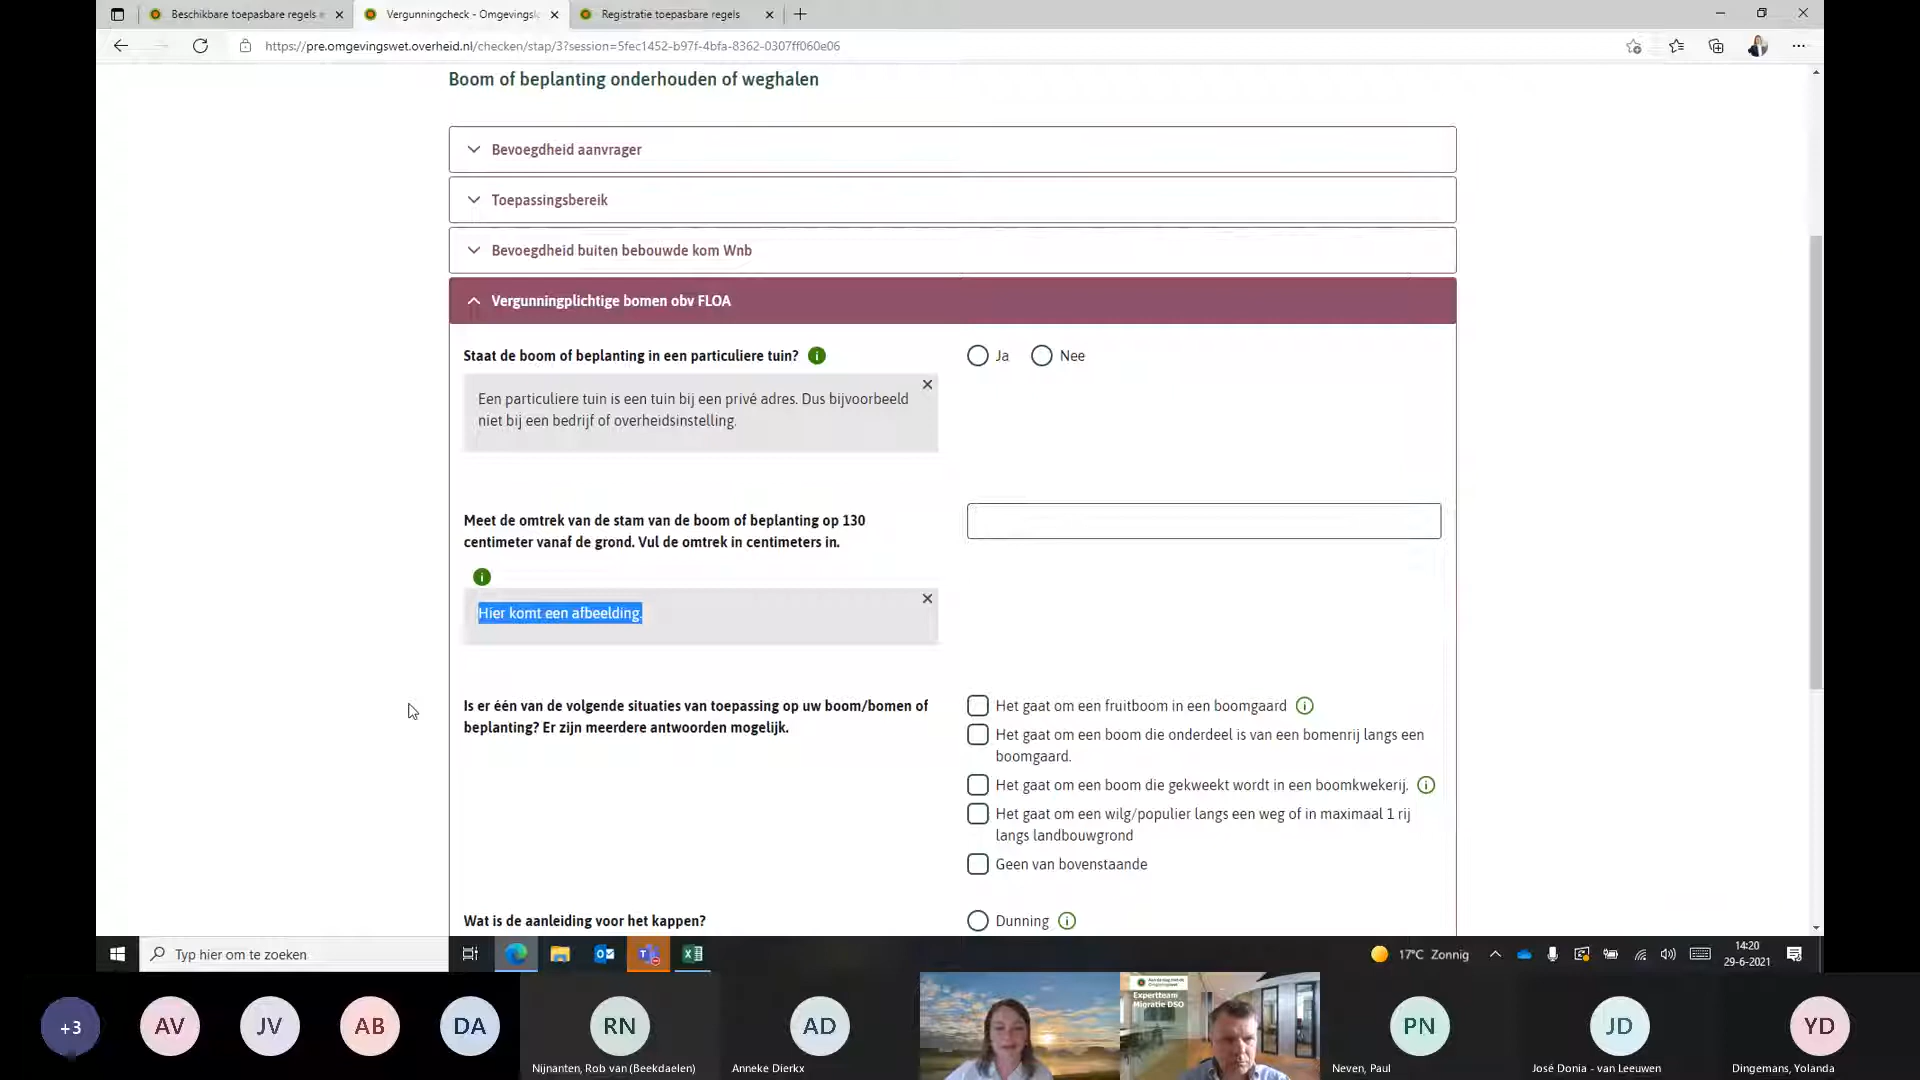 Beschikbare toepasbare regels
Vergunningcheck - Omgevingslo
Registratie toepasbare regels
https://pre.omgevingswet.overheid.nl/checken/stap/3?session=5fec1452-b97f-4bfa-8362-0307ff060e06
Boom of beplanting onderhouden of weghalen
Bevoegdheid aanvrager
Toepassingsbereik
Bevoegdheid buiten bebouwde kom Wnb
Vergunningplichtige bomen obv FLOA
Staat de boom of beplanting in een particuliere tuin?
Ja
Nee
Een particuliere tuin is een tuin bij een privé adres. Dus bijvoorbeeld
niet bij een bedrijf of overheidsinstelling.
Meet de omtrek van de stam van de boom of beplanting op 130
centimeter vanaf de grond. Vul de omtrek in centimeters in.
Hier komt een afbeelding.
Is er één van de volgende situaties van toepassing op uw boom/bomen of
beplanting? Er zijn meerdere antwoorden mogelijk.
Het gaat om een fruitboom in een boomgaard
Het gaat om een boom die onderdeel is van een bomenrij langs een
boomgaard.
Het gaat om een boom die gekweekt wordt in een boomkwekerij.
Het gaat om een wilg/populier langs een weg of in maximaal 1 rij
langs landbouwgrond
Geen van bovenstaande
Wat is de aanleiding voor het kappen?
Dunning
Typ hier om te zoeken
17°C Zonnig
14:20
29-6-2021
+3
AV
JV
AB
DA
RN
Nijnanten, Rob van (Beekdaelen)
AD
Anneke Dierkx
Expertteam
Migratie DSO
PN
Neven, Paul
JD
José Donia - van Leeuwen
YD
Dingemans, Yolanda